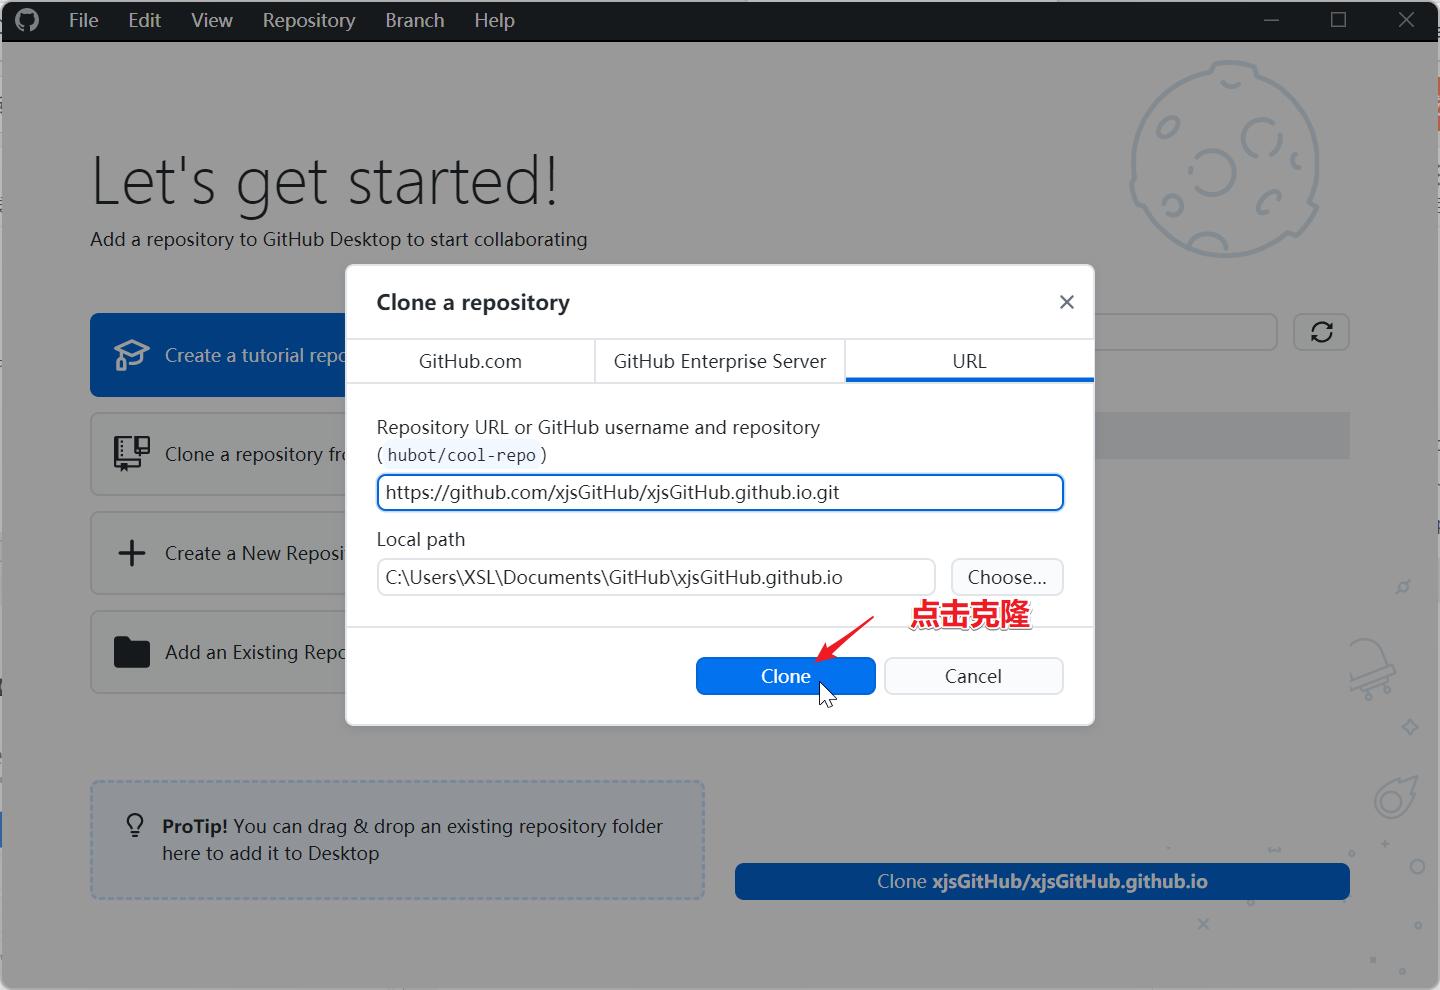 File Edit View Repository Branch Help
Let's get started!
Add a repository to GitHub Desktop to start collaborating
Create a tutorial repo
Clone a repository
Create a New Reposi
Add an Existing Repo
Clone a repository
GitHub.com GitHub Enterprise Server URL
Repository URL or GitHub username and repository
(hubot/cool-repo)
https://github.com/xjsGitHub/xjsGitHub.github.io.git
Local path
C:\Users\XSL\Documents\GitHub\xjsGitHub.github.io Choose...
点击克隆
Clone Cancel
ProTip! You can drag & drop an existing repository folder
here to add it to Desktop
Clone xjsGitHub/xjsGitHub.github.io